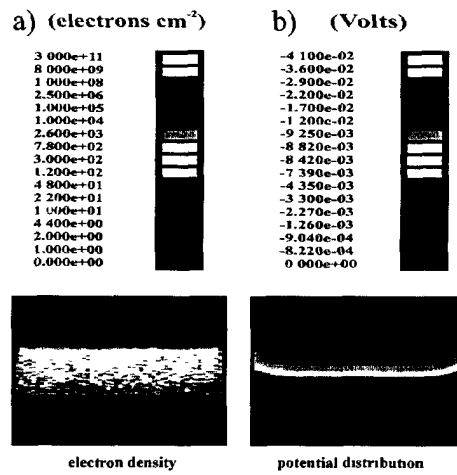 a) (electrons cm-2)
b) (Volts)
3 000e+11
8 000e+09
1 000e+08
2.500e+06
1.000e+05
1.000e+04
2.600e+03
7.800e+02
3.000e+02
1.200e+02
4 801e+01
2 201e+01
1 001e+01
4 400e+00
2.000e+00
1.000e+00
0.000e+00
-4 100e-02
-3.600e-02
-2.900e-02
-2.200e-02
-1.700e-02
-1 200e-02
-9 250e-03
-8 820e-03
-8 420e-03
-7 390e-03
-4 350e-03
-3 300e-03
-2.270e-03
-1.260e-03
-9.040e-04
-8.220e-04
0 000e+00
electron density
potential distribution